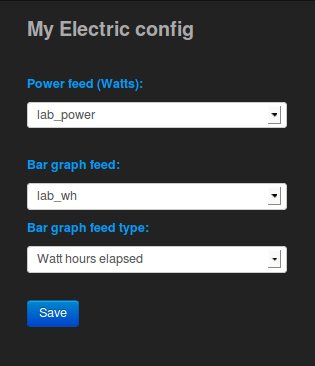 My Electric config
Power feed (Watts):
lab_power
Bar graph feed:
lab_wh
Bar graph feed type:
Watt hours elapsed
Save